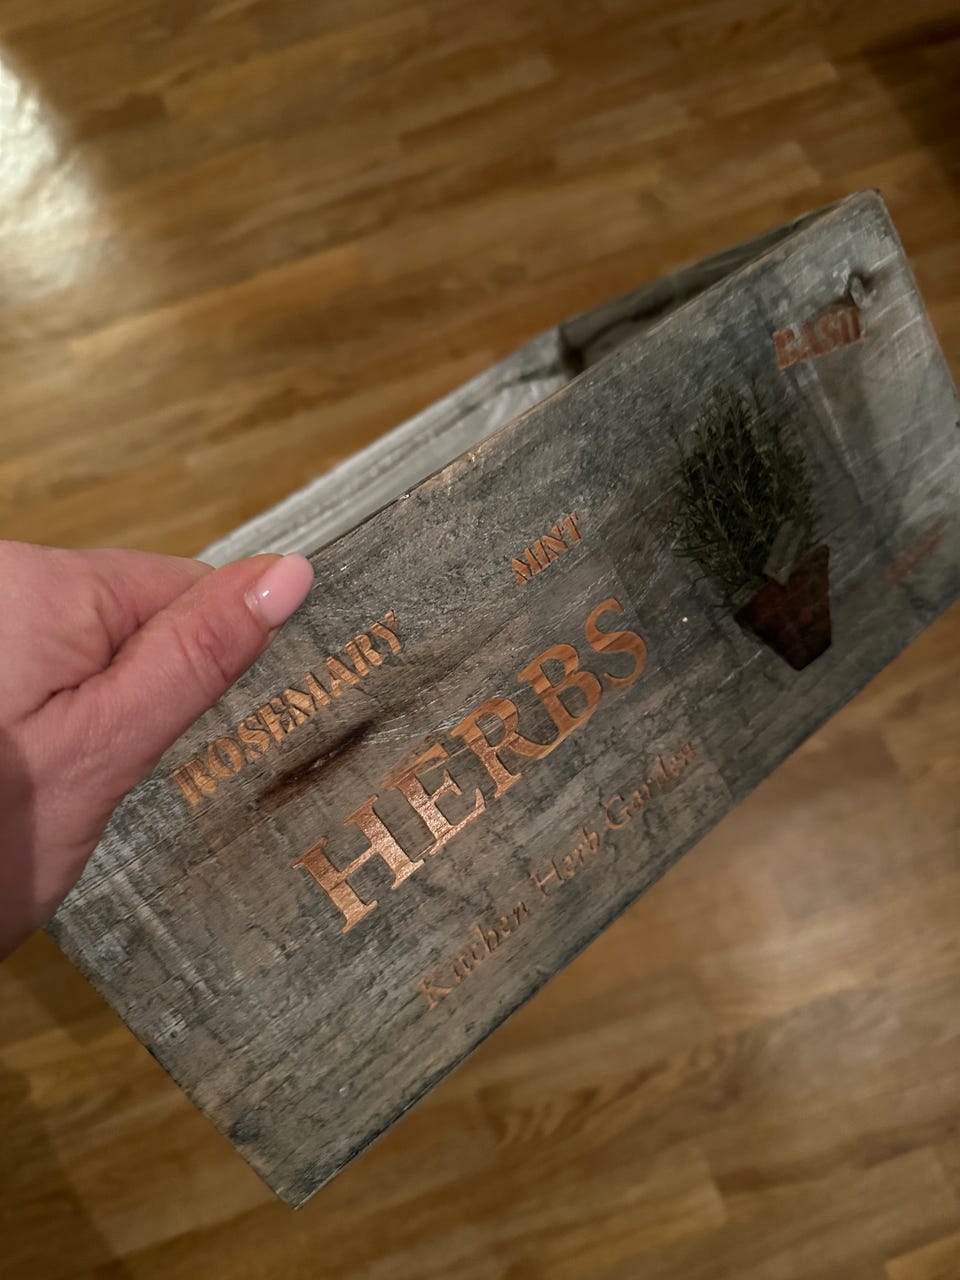 BASIL
MINT
ROSEMARY
HERBS
Kitchen Herb Garden